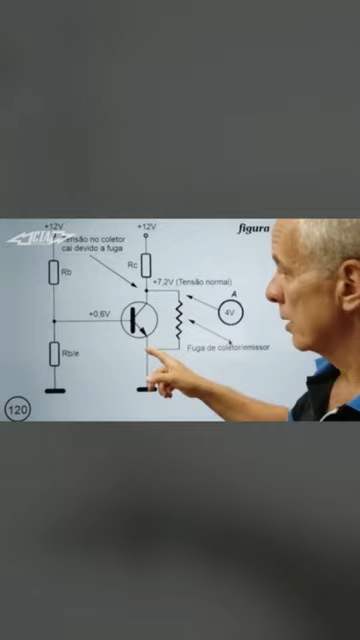 +12V
+12V
figura
tensão no coletor
cai devido a fuga
Rc
Rb
+7,2V (Tensão normal)
A
4V
+0,6V
Rb/e
Fuga de coletor/emissor
120